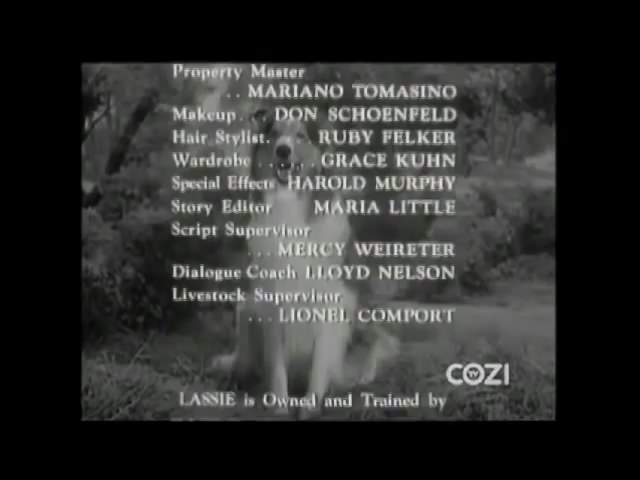 Property Master
.. MARIANO TOMASINO
Makeup.. DON SCHOENFELD
Hair Stylist. RUBY FELKER
Wardrobe ..... GRACE KUHN
Special Effects HAROLD MURPHY
Story Editor MARIA LITTLE
Script Supervisor
... MERCY WEIRETER
Dialogue Coach LLOYD NELSON
Livestock Supervisor
... LIONEL COMPORT
COZI TV
LASSIE is Owned and Trained by